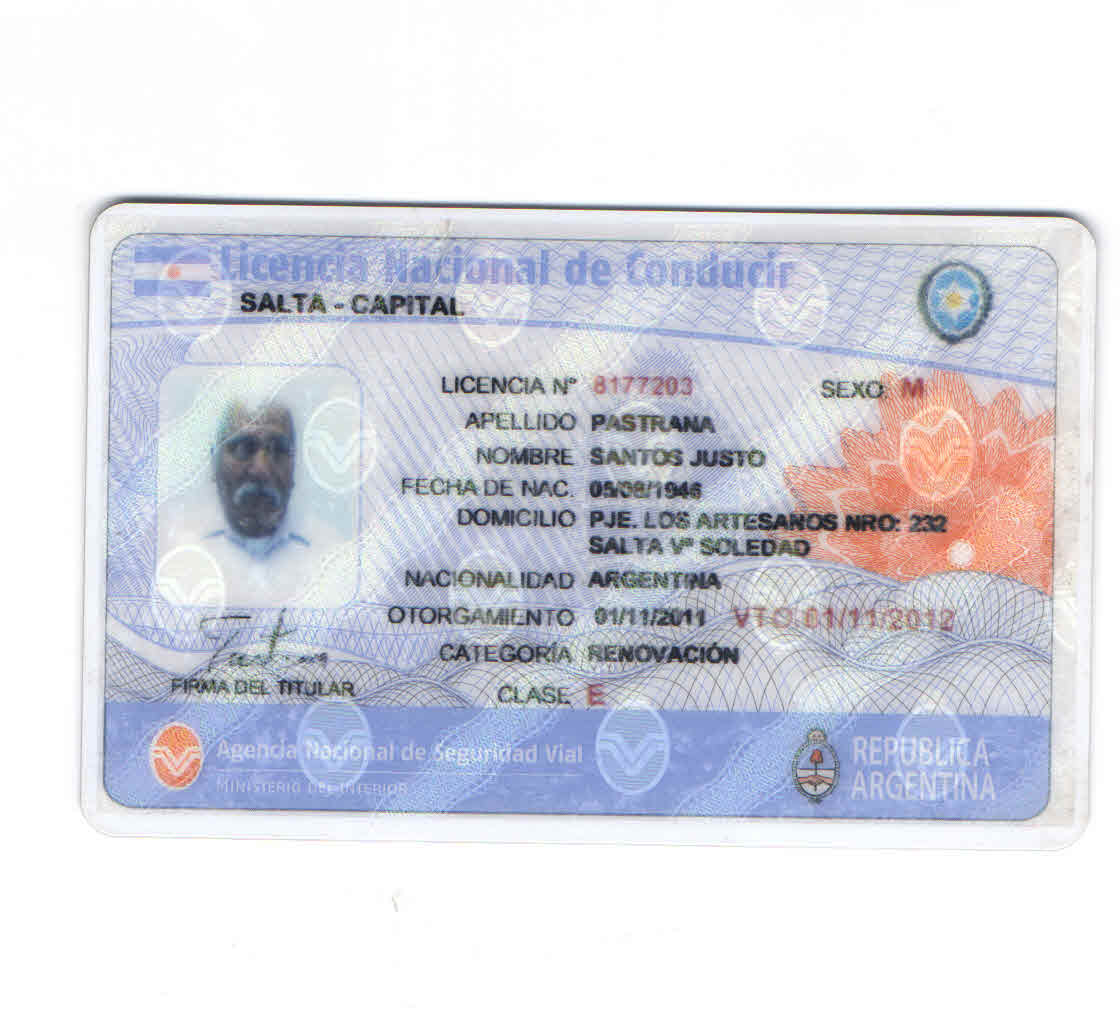 Licencia Nacional de Conducir
SALTA - CAPITAL
LICENCIA N° 8177203 SEXO M
APELLIDO PASTRANA
NOMBRE SANTOS JUSTO
FECHA DE NAC. 05/08/1946
DOMICILIO PJE. LOS ARTESANOS NRO: 232
SALTA Vº SOLEDAD
NACIONALIDAD ARGENTINA
OTORGAMIENTO 01/11/2011 VTO 01/11/2012
CATEGORÍA RENOVACIÓN
FIRMA DEL TITULAR CLASE E
Agencia Nacional de Seguridad Vial
MINISTERIO DEL INTERIOR
REPÚBLICA
ARGENTINA